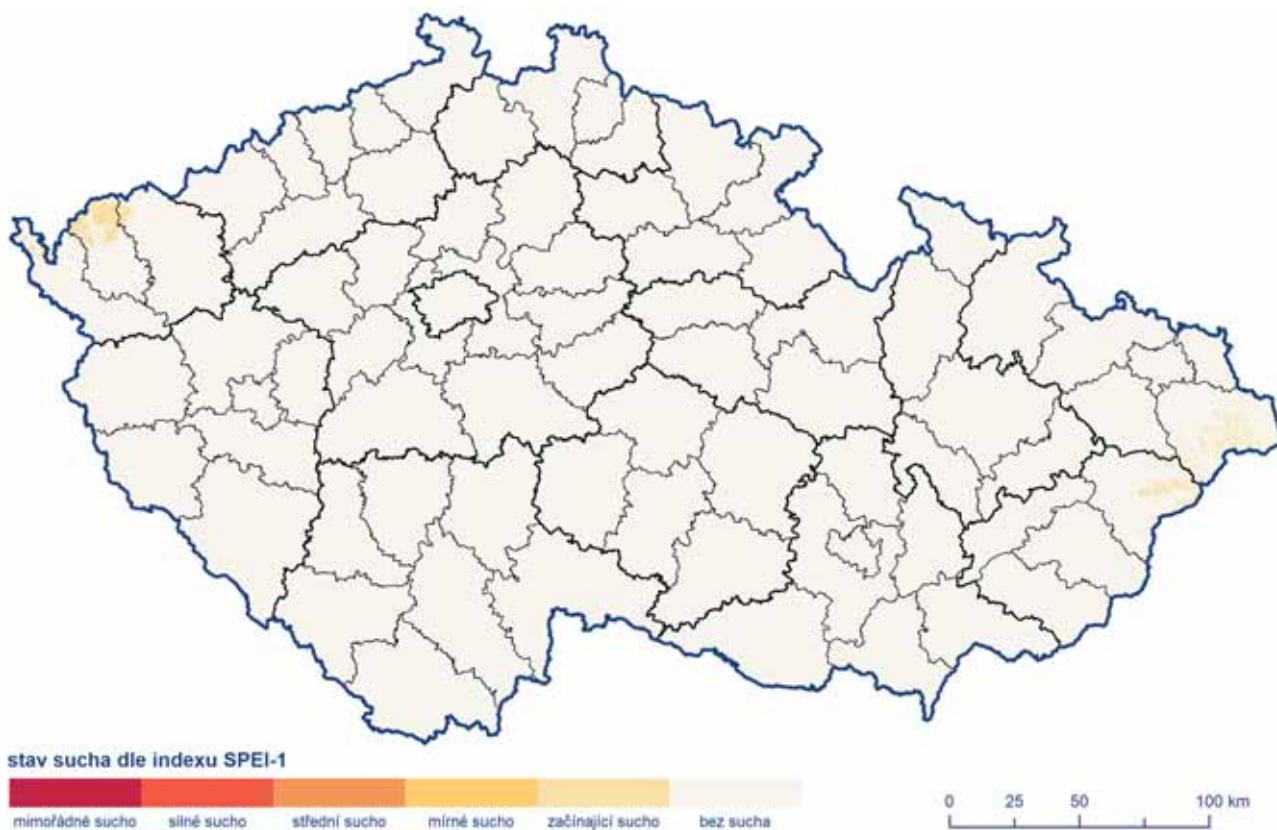 stav sucha dle indexu SPEI-1
mimořádné sucho silné sucho střední sucho mírné sucho začínající sucho bez sucha
0 25 50 100 km